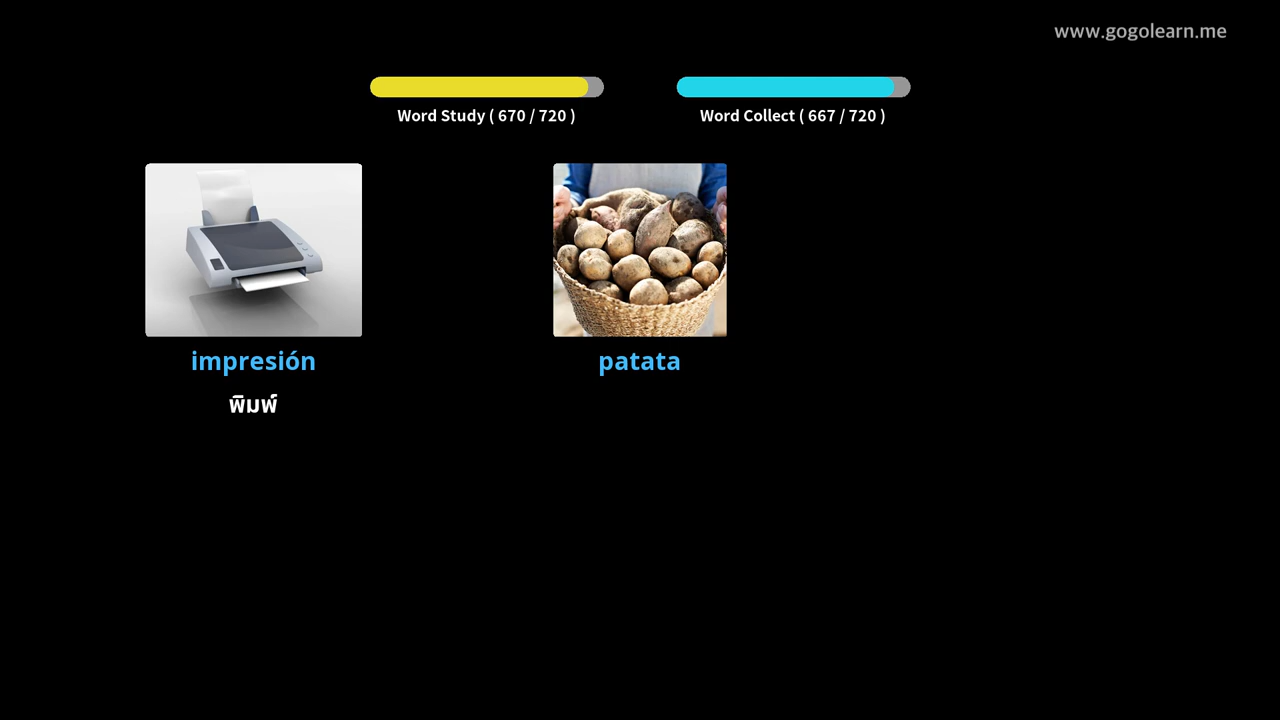 www.gogolearn.me
Word Study ( 670 / 720 )
Word Collect ( 667 / 720 )
impresión
patata
พิมพ์